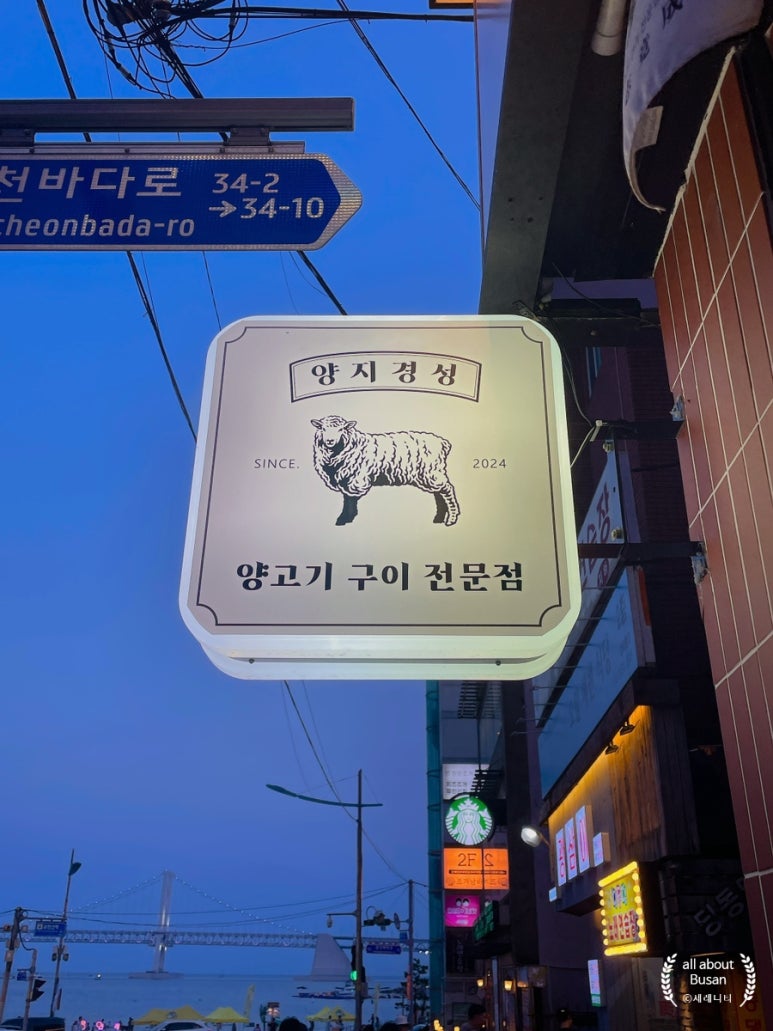 천바다로 34-2
→34-10
cheonbada-ro
양지경성
SINCE. 2024
양고기 구이 전문점
2F 2
all about
Busan
©세레니티